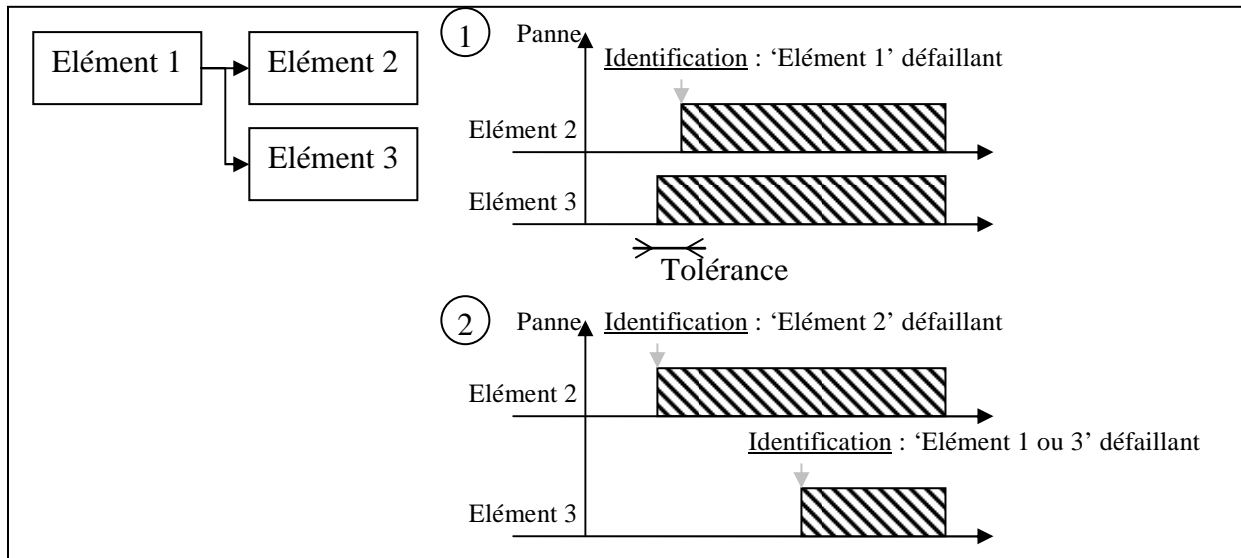 Elément 1
Elément 2
Elément 3
1
Panne
Identification : ‘Elément 1’ défaillant
Elément 2
Elément 3
Tolérance
2
Panne
Identification : ‘Elément 2’ défaillant
Elément 2
Identification : ‘Elément 1 ou 3’ défaillant
Elément 3